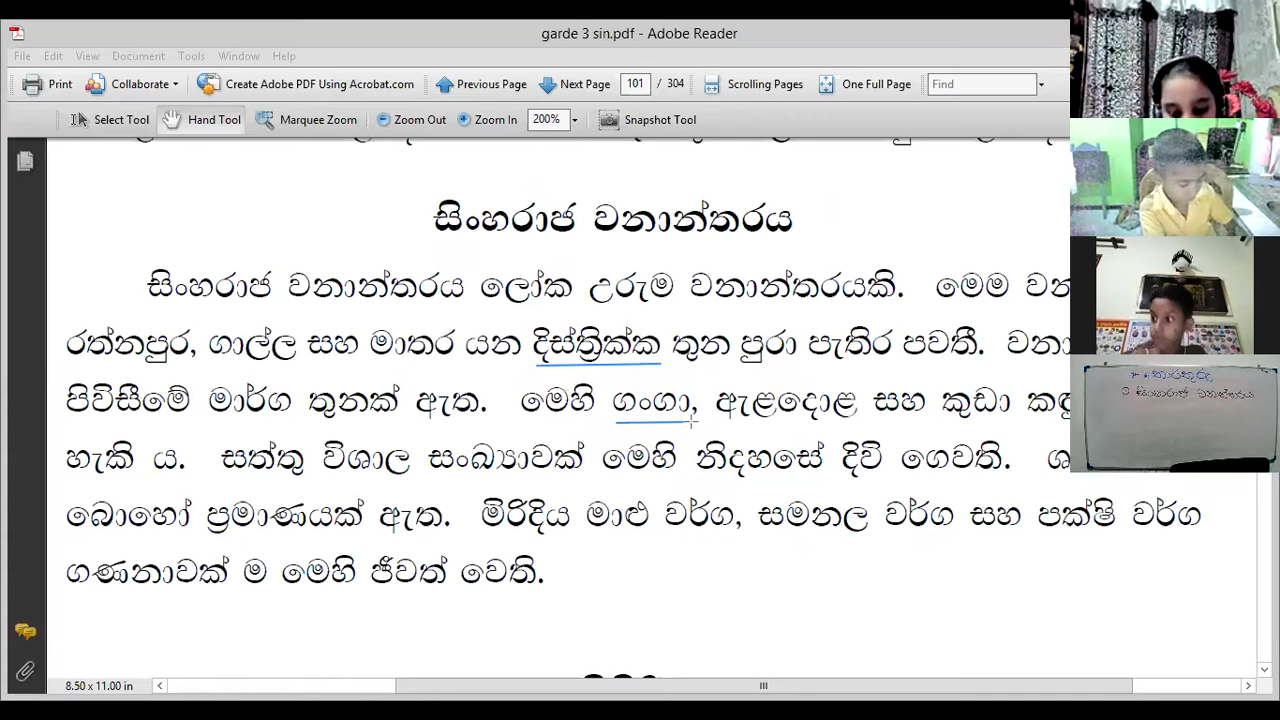 garde 3 sin.pdf - Adobe Reader
File Edit View Document Tools Window Help
Print Collaborate Create Adobe PDF Using Acrobat.com Previous Page Next Page 101 / 304 Scrolling Pages One Full Page Find
Select Tool Hand Tool Marquee Zoom Zoom Out Zoom In 200% Snapshot Tool
සිංහරාජ වනාන්තරය
සිංහරාජ වනාන්තරය ලෝක උරුම වනාන්තරයකි. මෙම
රත්නපුර, ගාල්ල සහ මාතර යන දිස්ත්‍රික්ක තුන පුරා පැතිර පවතී.
පිවිසීමේ මාර්ග තුනක් ඇත. මෙහි ගංගා, ඇළදොළ සහ කුඩා
හැකි ය. සත්තු විශාල සංඛ්‍යාවක් මෙහි නිදහසේ දිවි ගෙවති.
බොහෝ ප්‍රමාණයක් ඇත. මිරිදිය මාළු වර්ග, සමනල වර්ග සහ පක්ෂි වර්ග
ගණනාවක් ම මෙහි ජීවත් වෙති.
8.50 x 11.00 in
තොරතුරු
සිංහරාජ වනාන්තරය